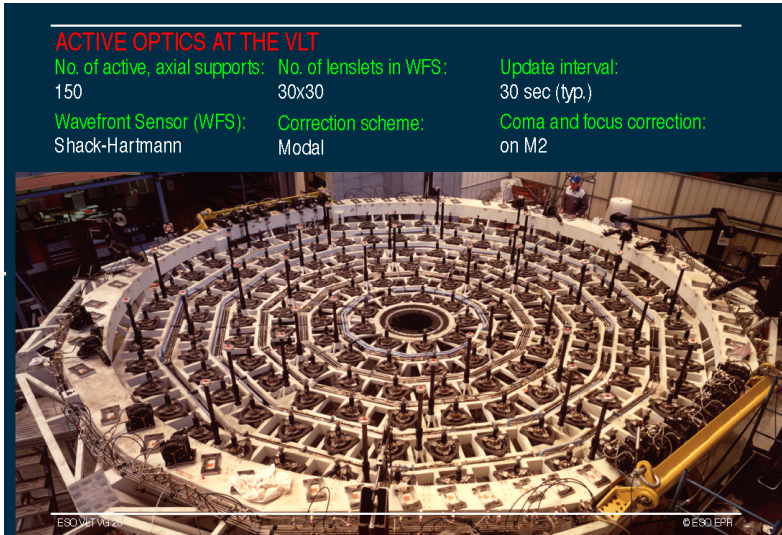 ACTIVE OPTICS AT THE VLT
No. of active, axial supports:
150
No. of lenslets in WFS:
30x30
Update interval:
30 sec (typ.)
Wavefront Sensor (WFS):
Shack-Hartmann
Correction scheme:
Modal
Coma and focus correction:
on M2
ESO VLT VG 26
© ESO EPR